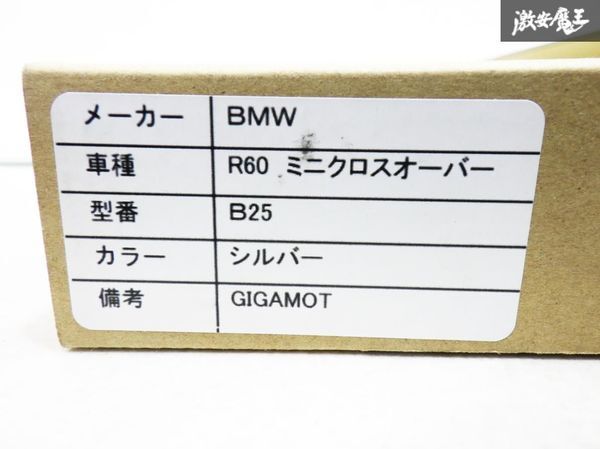 激安魔王
メーカー BMW
車種 R60 ミニクロスオーバー
型番 B25
カラー シルバー
備考 GIGAMOT